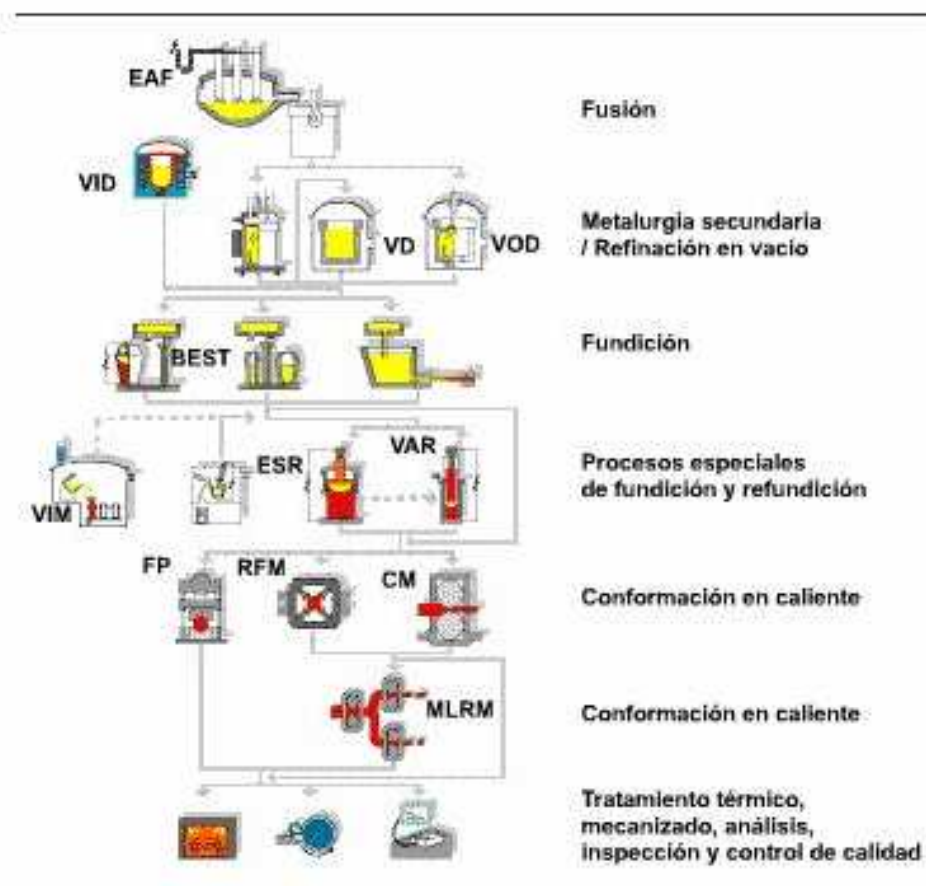 EAF
Fusión
VID
VD
VOD
Metalurgia secundaria
/ Refinación en vacío
BEST
Fundición
ESR
VAR
VIM
Procesos especiales
de fundición y refundición
FP
RFM
CM
Conformación en caliente
MLRM
Conformación en caliente
Tratamiento térmico,
mecanizado, análisis,
inspección y control de calidad